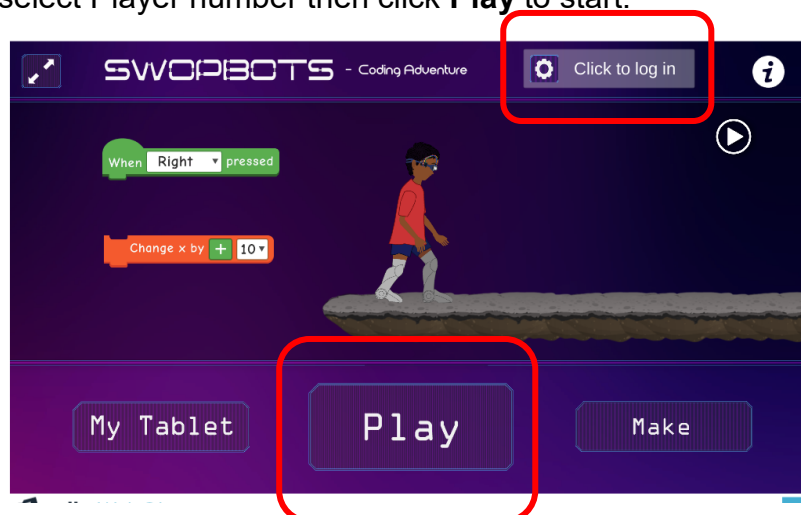 select Player number then click Play to start.
SWOPBOTS - Coding Adventure
Click to log in
i
When Right pressed
Change x by + 10
My Tablet
Play
Make